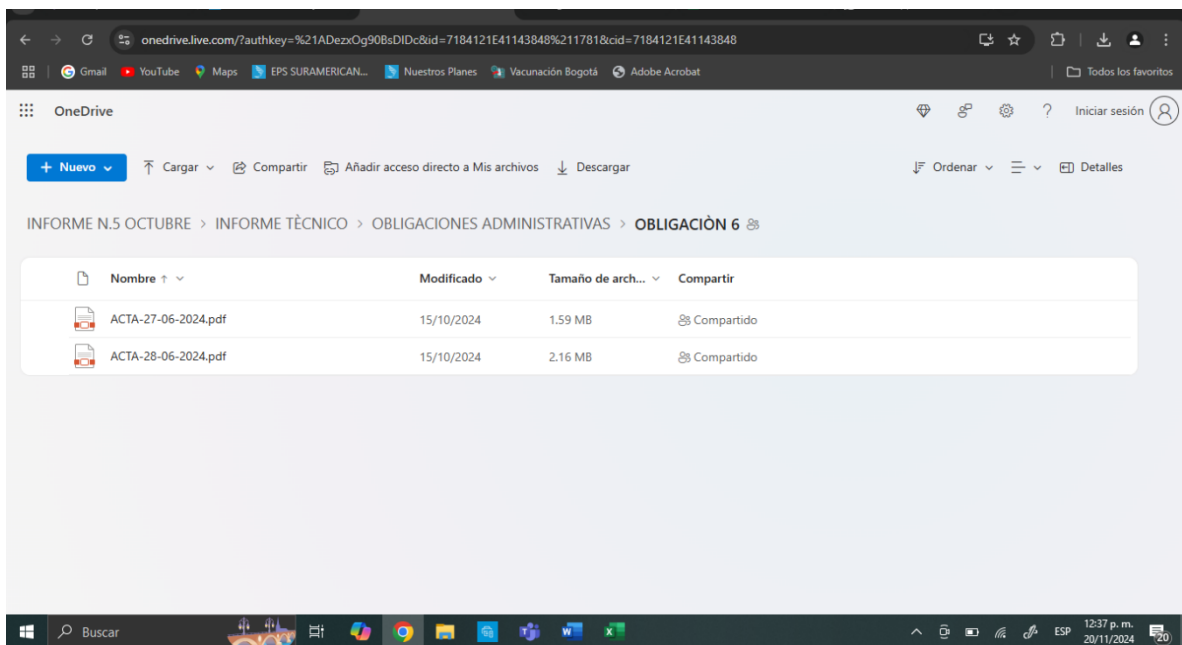 onedrive.live.com/?authkey=%21ADezxOg90BsDIDc&id=7184121E41143848%211781&cid=7184121E41143848
Gmail YouTube Maps EPS SURAMERICAN... Nuestros Planes Vacunación Bogotá Adobe Acrobat Todos los favoritos
OneDrive Iniciar sesión
+ Nuevo Cargar Compartir Añadir acceso directo a Mis archivos Descargar Ordenar Detalles
INFORME N.5 OCTUBRE > INFORME TÈCNICO > OBLIGACIONES ADMINISTRATIVAS > OBLIGACIÒN 6
Nombre ↑ Modificado Tamaño de arch... Compartir
ACTA-27-06-2024.pdf 15/10/2024 1.59 MB Compartido
ACTA-28-06-2024.pdf 15/10/2024 2.16 MB Compartido
Buscar ESP 12:37 p. m.
20/11/2024 20